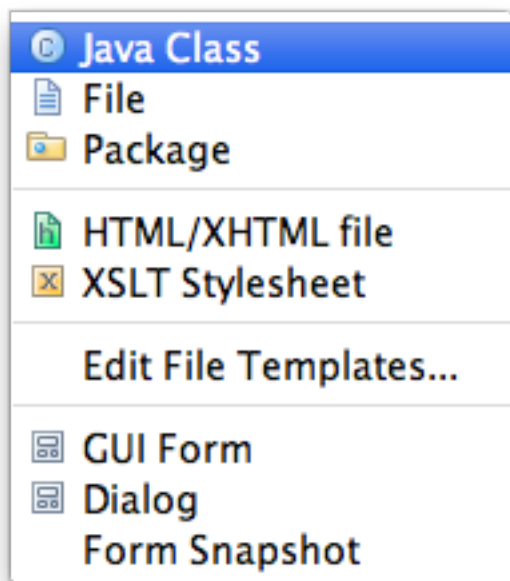 Java Class
File
Package
HTML/XHTML file
XSLT Stylesheet
Edit File Templates...
GUI Form
Dialog
Form Snapshot